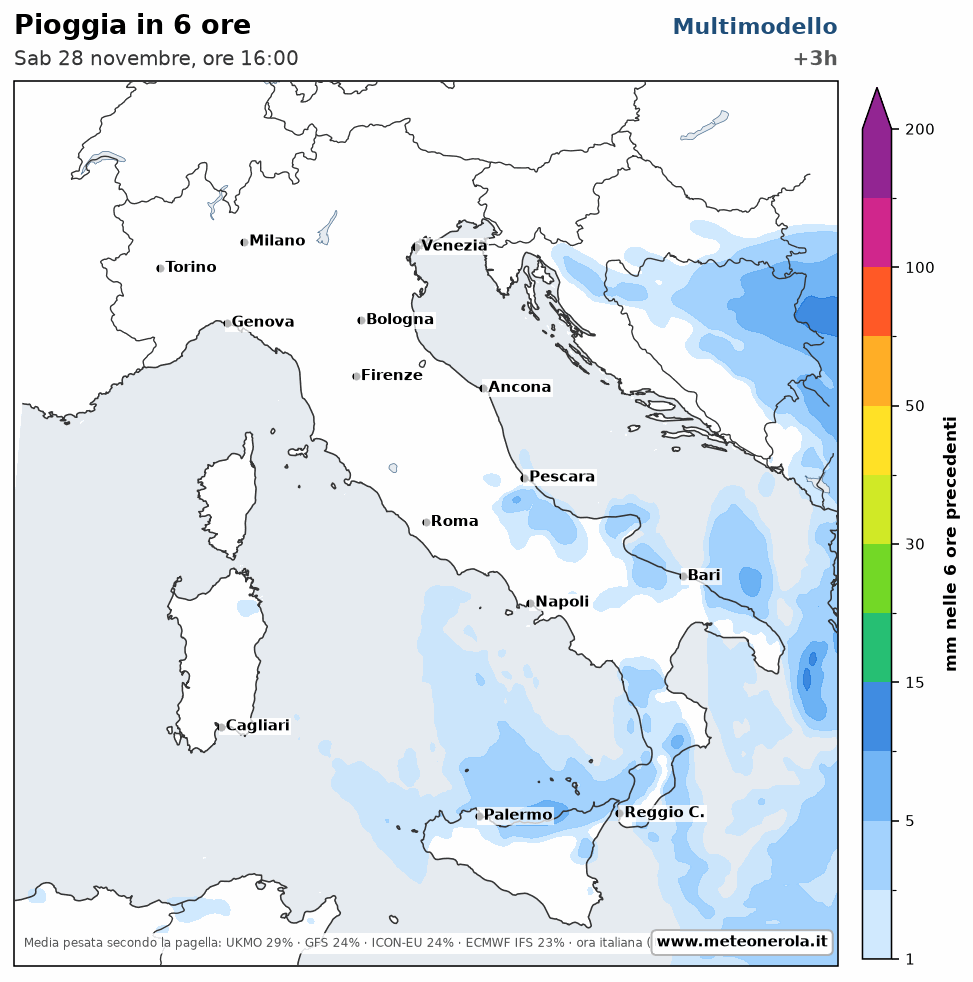 Pioggia in 6 ore
Multimodello
Sab 28 novembre, ore 16:00
+3h
200
100
50
30
15
5
1
mm nelle 6 ore precedenti
Milano
Venezia
Torino
Genova
Bologna
Firenze
Ancona
Pescara
Roma
Bari
Napoli
Cagliari
Palermo
Reggio C.
Media pesata secondo la pagella: UKMO 29% · GFS 24% · ICON-EU 24% · ECMWF IFS 23% · ora italiana (
www.meteonerola.it